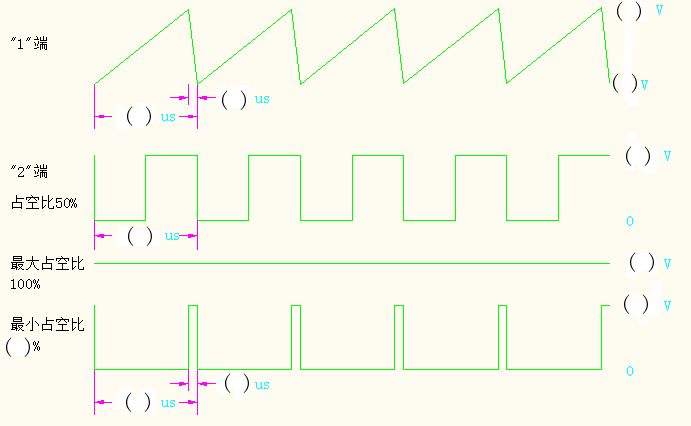 ( ) V
"1"端
( ) V
( ) us
( ) us
"2"端
( ) V
占空比50%
0
( ) us
最大占空比
( ) V
100%
( ) V
最小占空比
( ) %
0
( ) us
( ) us